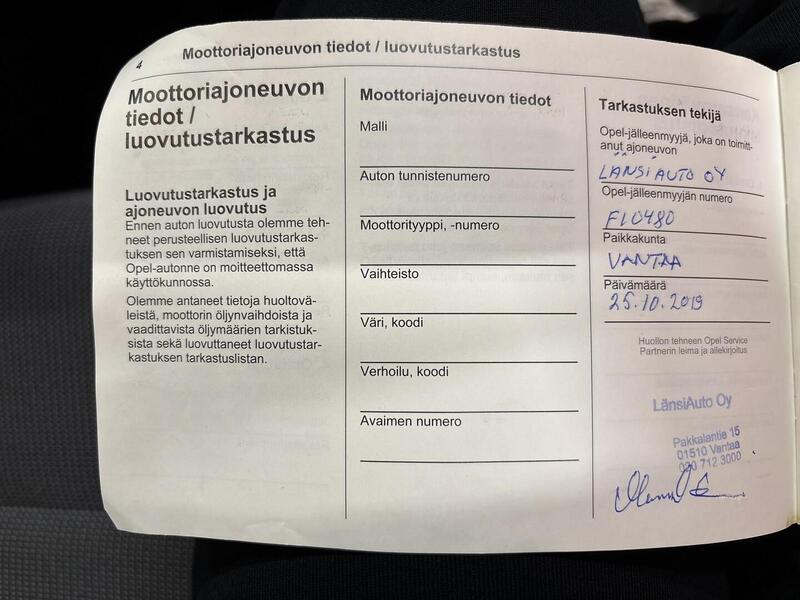 4
Moottoriajoneuvon tiedot / luovutustarkastus
Moottoriajoneuvon
tiedot /
luovutustarkastus
Luovutustarkastus ja
ajoneuvon luovutus
Ennen auton luovutusta olemme teh-
neet perusteellisen luovutustarkas-
tuksen sen varmistamiseksi, että
Opel-autonne on moitteettomassa
käyttökunnossa.
Olemme antaneet tietoja huoltovä-
leistä, moottorin öljynvaihdoista ja
vaadittavista öljymäärien tarkistuk-
sista sekä luovuttaneet luovutustar-
kastuksen tarkastuslistan.
Moottoriajoneuvon tiedot
Malli
Auton tunnistenumero
Moottorityyppi, -numero
Vaihteisto
Väri, koodi
Verhoilu, koodi
Avaimen numero
Tarkastuksen tekijä
Opel-jälleenmyyjä, joka on toimitt-
anut ajoneuvon
LÄNSIAUTO OY
Opel-jälleenmyyjän numero
FI0480
Paikkakunta
VANTAA
Päivämäärä
25.10.2019
Huollon tehneen Opel Service
Partnerin leima ja allekirjoitus
LänsiAuto Oy
Pakkalantie 15
01510 Vantaa
020 712 3000